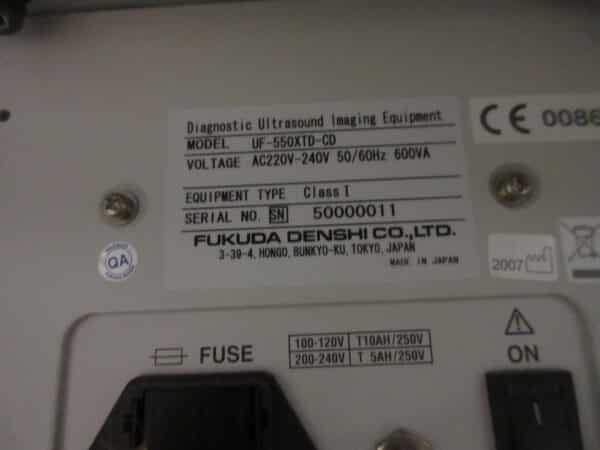 Diagnostic Ultrasound Imaging Equipment
MODEL UF-550XTD-CD
VOLTAGE AC220V-240V 50/60Hz 600VA
EQUIPMENT TYPE Class I
SERIAL NO. SN 50000011
FUKUDA DENSHI CO.,LTD.
3-39-4, HONGO, BUNKYO-KU, TOKYO, JAPAN
MADE IN JAPAN
CE 0086
QA
2007
FUSE
100-120V T10AH/250V
200-240V T 5AH/250V
ON